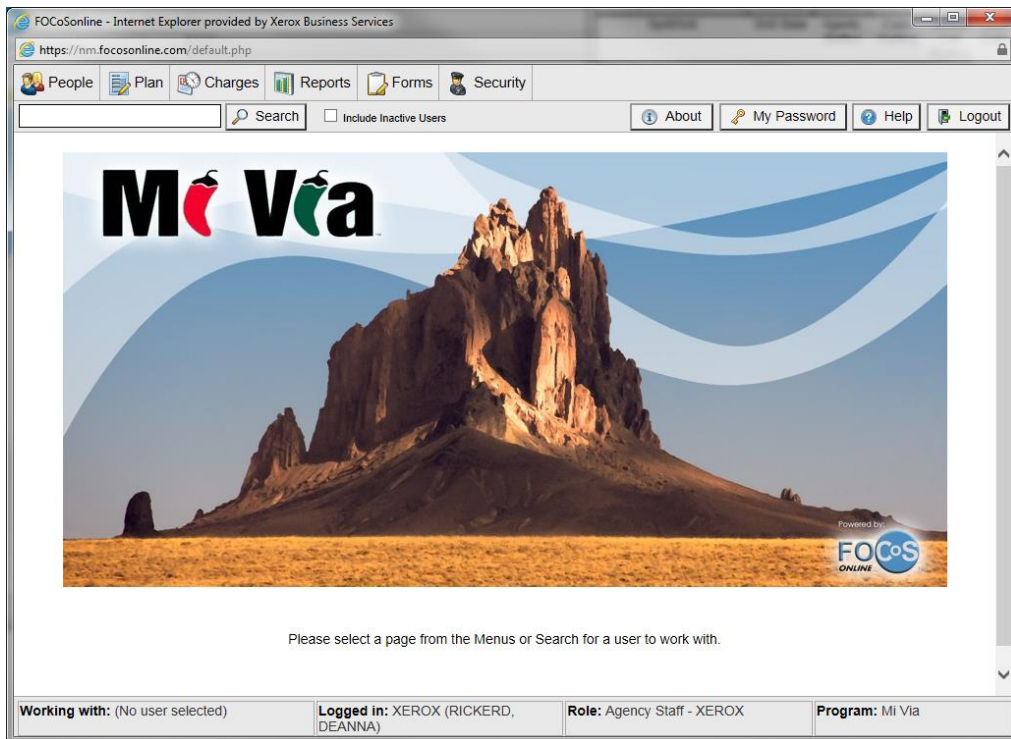 FOCoSonline - Internet Explorer provided by Xerox Business Services
https://nm.focosonline.com/default.php
People Plan Charges Reports Forms Security
Search Include Inactive Users About My Password Help Logout
Mi Vía
Powered by:
FOCoS
ONLINE
Please select a page from the Menus or Search for a user to work with.
Working with: (No user selected) Logged in: XEROX (RICKERD, Role: Agency Staff - XEROX Program: Mi Via
DEANNA)